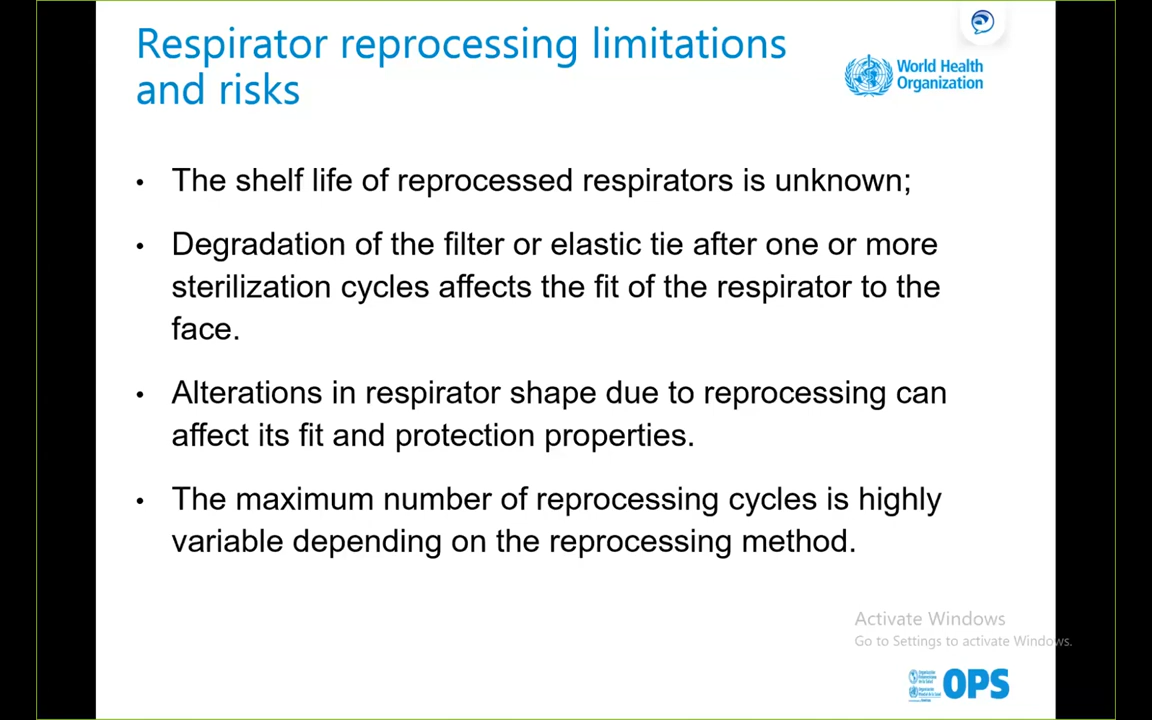 Respirator reprocessing limitations
and risks
World Health
Organization
• The shelf life of reprocessed respirators is unknown;
• Degradation of the filter or elastic tie after one or more
sterilization cycles affects the fit of the respirator to the
face.
• Alterations in respirator shape due to reprocessing can
affect its fit and protection properties.
• The maximum number of reprocessing cycles is highly
variable depending on the reprocessing method.
Activate Windows
Go to Settings to activate Windows.
OPS